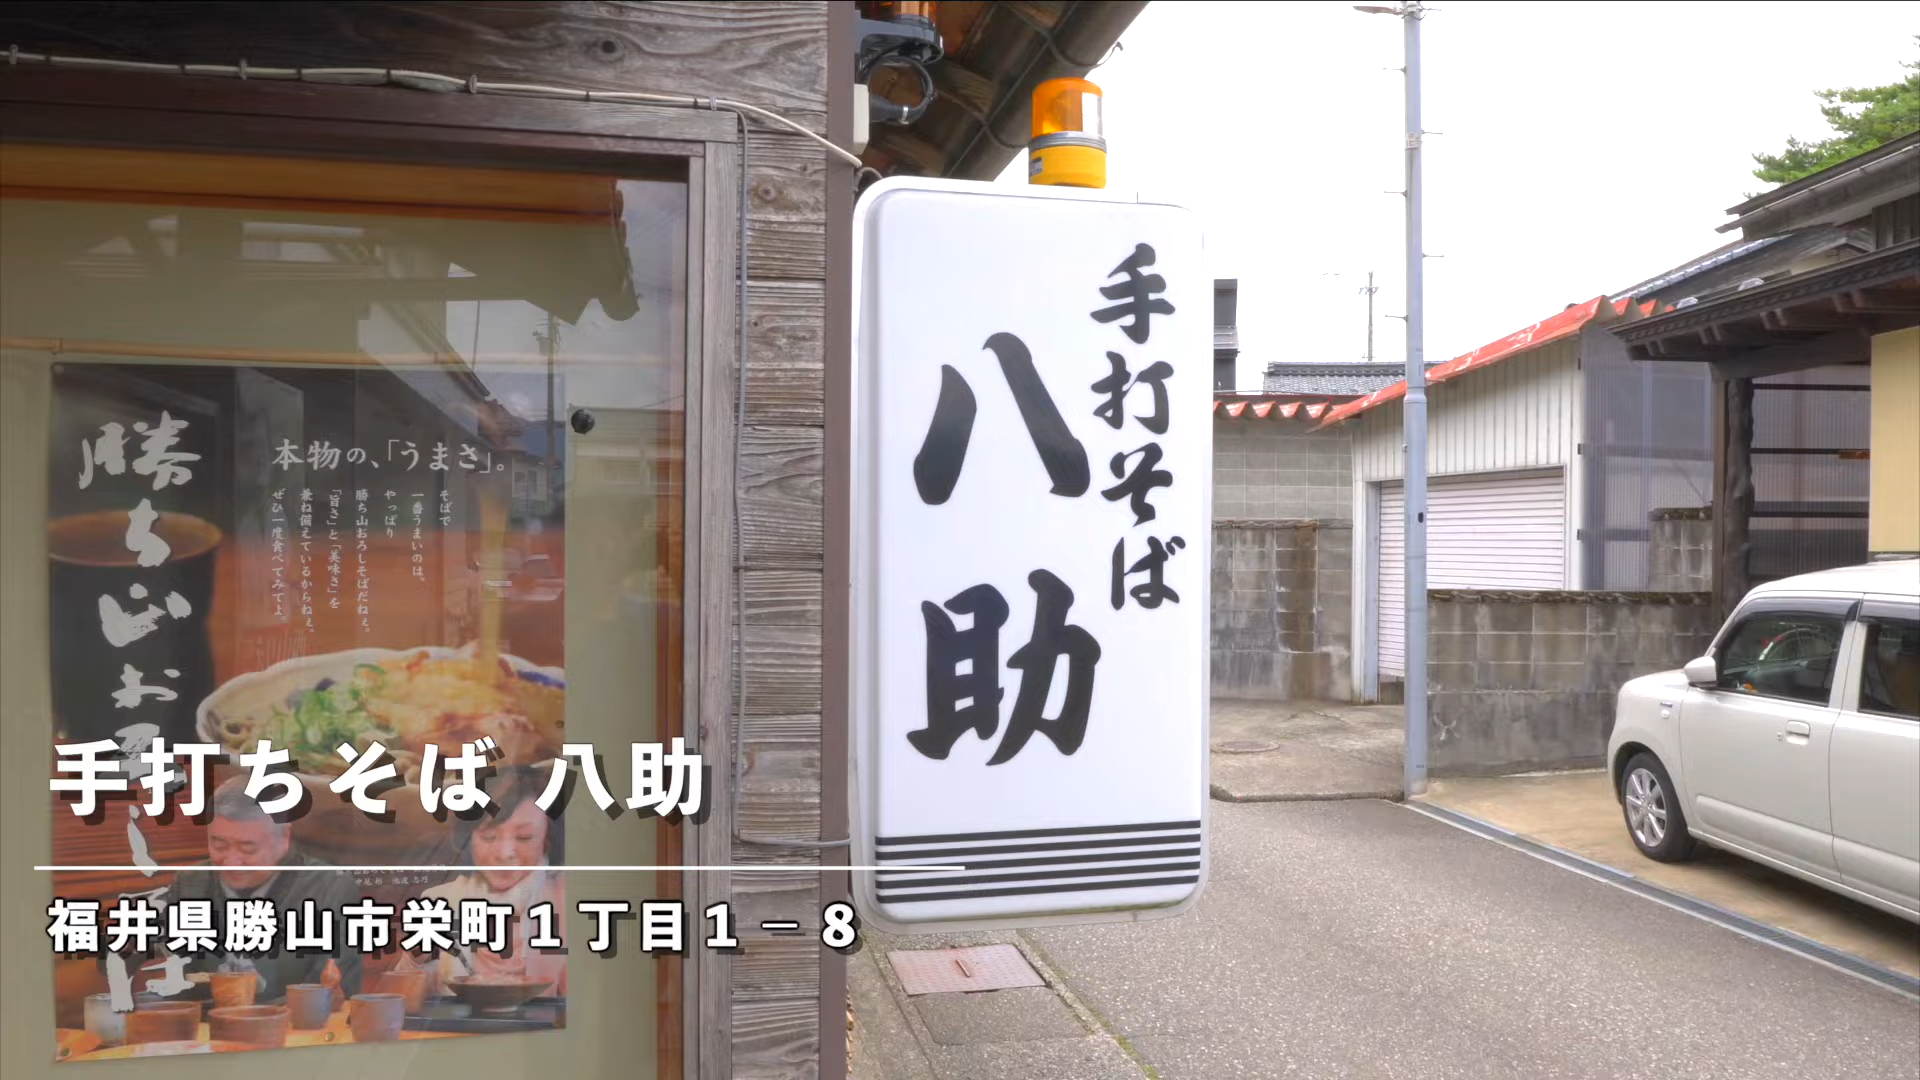 手打そば
八助
本物の、「うまさ」。
そばで
一番うまいのは、
やっぱり
勝ち山おろしそばだねぇ。
「旨さ」と「美味さ」を
兼ね備えているからねぇ。
ぜひ一度食べてみてよ。
勝ち山おろしそば
手打ちそば 八助
福井県勝山市栄町1丁目1－8